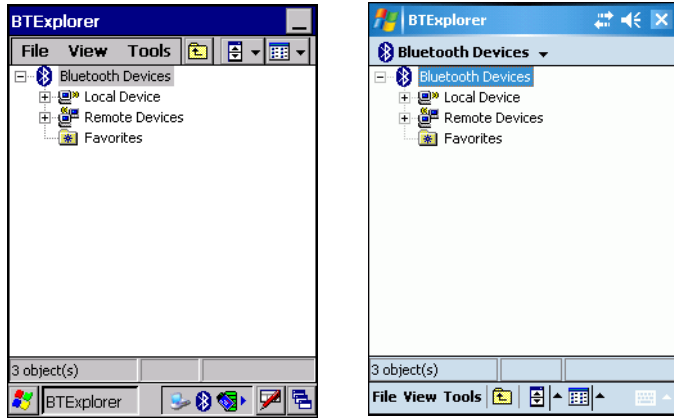 BTExplorer
File View Tools
Bluetooth Devices
Local Device
Remote Devices
Favorites
3 object(s)
BTExplorer
BTExplorer
Bluetooth Devices
Bluetooth Devices
Local Device
Remote Devices
Favorites
3 object(s)
File View Tools